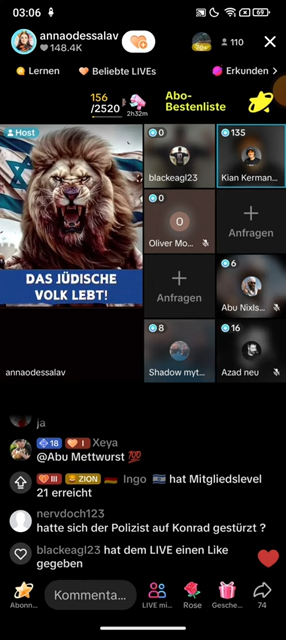 03:06
69
annaodessalav
148.4K
20+
110
Lernen
Beliebte LIVEs
Erkunden
156
/2520
2h32m
Abo-
Bestenliste
Host
DAS JÜDISCHE
VOLK LEBT!
annaodessalav
0
blackeagl23
135
Kian Kerman...
0
O
Oliver Mo...
Anfragen
Anfragen
6
Abu Nixls...
8
Shadow myt...
16
Azad neu
ja
18 I Xeya
@Abu Mettwurst 💯
III ZION Ingo hat Mitgliedslevel
21 erreicht
nervdoch123
hatte sich der Polizist auf Konrad gestürzt ?
blackeagl23 hat dem LIVE einen Like
gegeben
Abonn...
Kommenta...
LIVE mi...
Rose
Gesche...
74